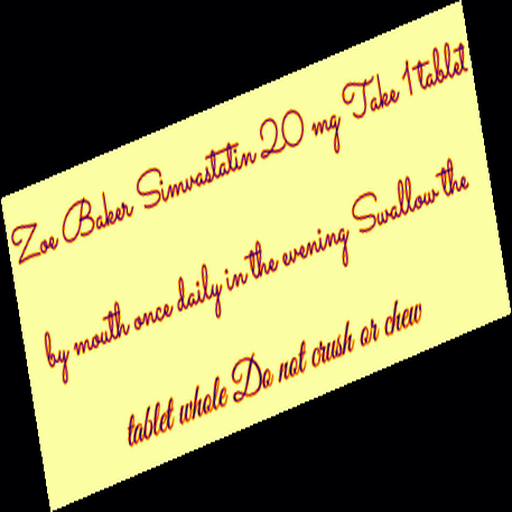 Zoe Baker Simvastatin 20 mg Take 1 tablet
by mouth once daily in the evening Swallow the
tablet whole Do not crush or chew